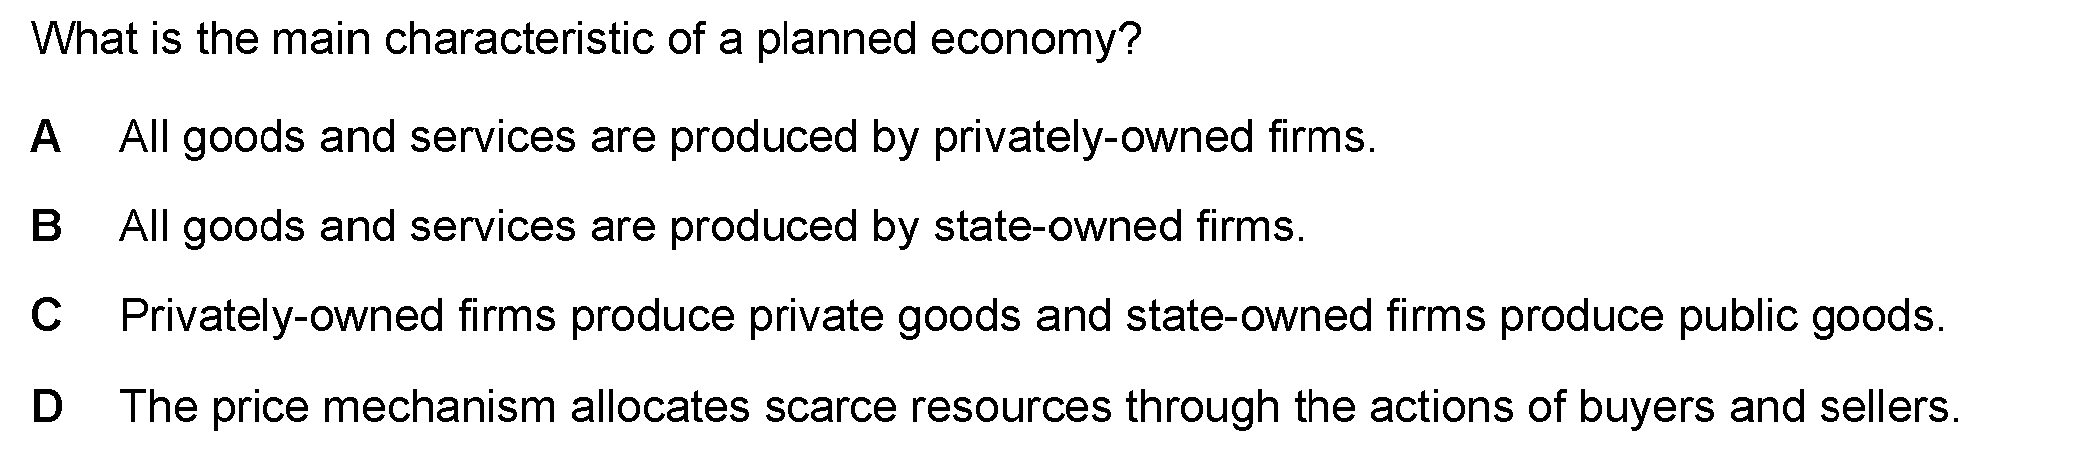 What is the main characteristic of a planned economy?
A All goods and services are produced by privately-owned firms.
B All goods and services are produced by state-owned firms.
C Privately-owned firms produce private goods and state-owned firms produce public goods.
D The price mechanism allocates scarce resources through the actions of buyers and sellers.